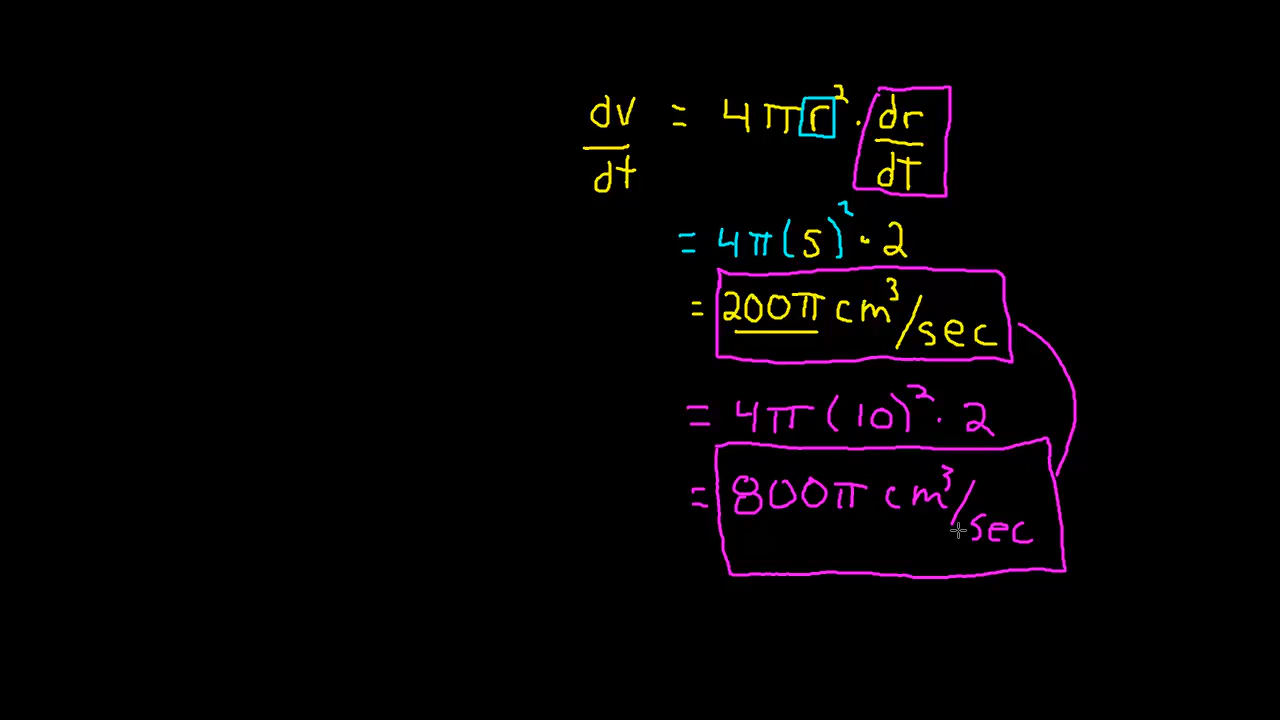 dv/dt = 4πr² · dr/dT
= 4π(5)² · 2
= 200π cm³/sec
= 4π(10)² · 2
= 800π cm³/sec